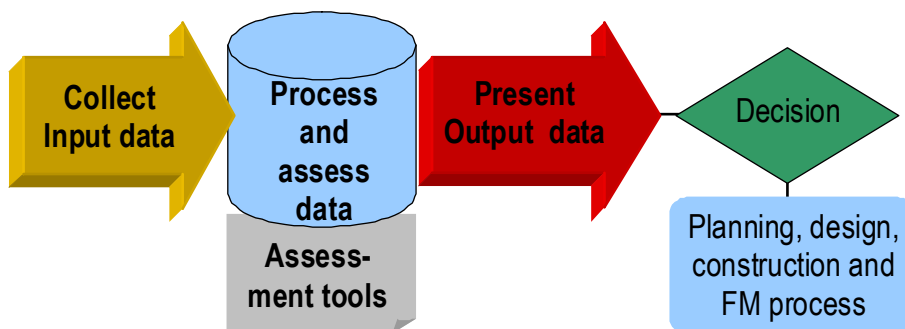 Collect
Input data
Process
and
assess
data
Assess-
ment tools
Present
Output data
Decision
Planning, design,
construction and
FM process